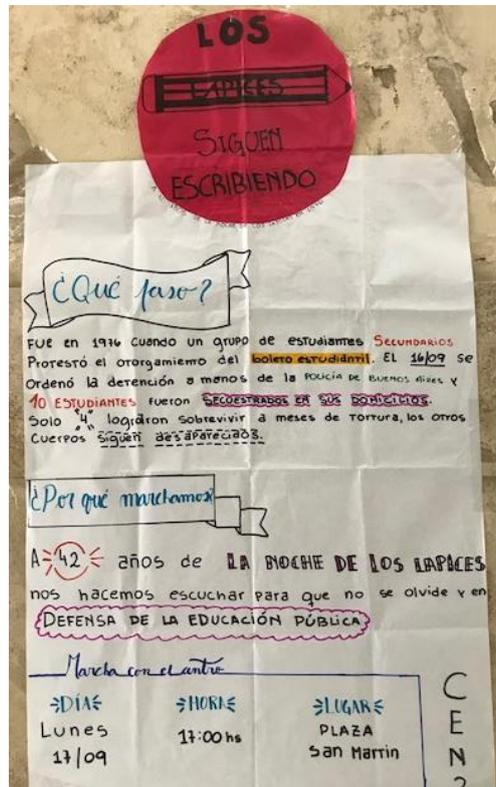 LOS
LAPICES
SIGUEN
ESCRIBIENDO
¿Qué paso?
FUE EN 1976 CUANDO UN GRUPO DE ESTUDIANTES SECUNDARIOS
PROTESTÓ EL OTORGAMIENTO DEL boleto estudiantil. EL 16/09 SE
ORDENÓ LA DETENCIÓN A MANOS DE LA POLICÍA DE BUENOS AIRES Y
10 ESTUDIANTES FUERON SECUESTRADOS EN SUS DOMICILIOS.
SOLO "4" LOGRARON SOBREVIVIR A MESES DE TORTURA, LOS OTROS
CUERPOS SIGUEN DESAPARECIDOS.
¿Por qué marchamos?
A 42 años de LA NOCHE DE LOS LAPICES
nos hacemos escuchar para que no se olvide y en
DEFENSA DE LA EDUCACIÓN PÚBLICA
Marcha con el
DÍA HORA LUGAR
Lunes 17:00 hs PLAZA
17/09 San Martin
C
E
N